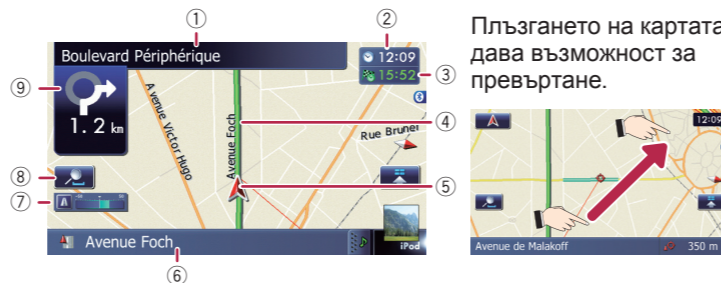 ①
②
Boulevard Périphérique
12:09
15:52
③
⑨
1.2 km
Avenue Victor Hugo
Avenue Foch
Rue Brunel
④
⑧
⑤
⑦
Avenue Foch
iPod
⑥
Плъзгането на картата
дава възможност за
превъртане.
12:09
Avenue de Malakoff
350 m